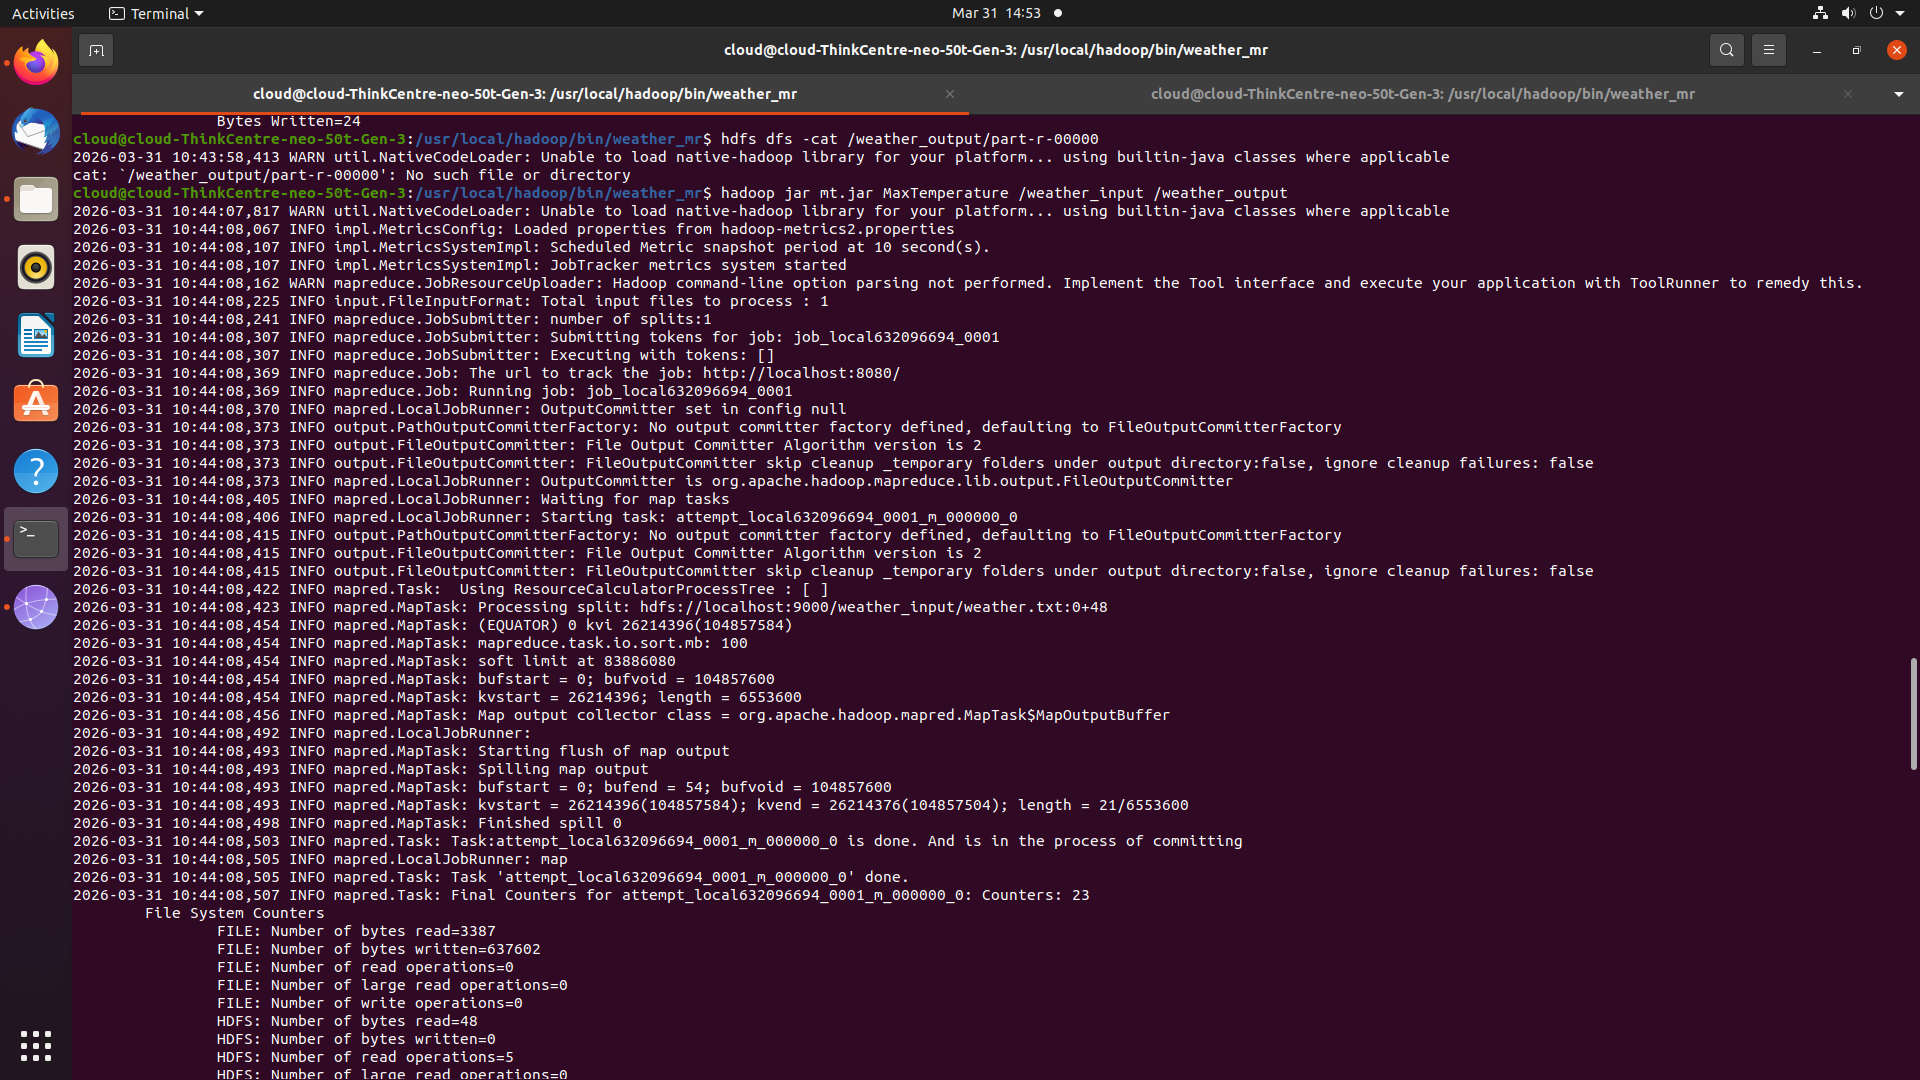 Activities
Terminal
Mar 31 14:53
cloud@cloud-ThinkCentre-neo-50t-Gen-3: /usr/local/hadoop/bin/weather_mr
cloud@cloud-ThinkCentre-neo-50t-Gen-3: /usr/local/hadoop/bin/weather_mr
cloud@cloud-ThinkCentre-neo-50t-Gen-3: /usr/local/hadoop/bin/weather_mr
Bytes Written=24
cloud@cloud-ThinkCentre-neo-50t-Gen-3:/usr/local/hadoop/bin/weather_mr$ hdfs dfs -cat /weather_output/part-r-00000
2026-03-31 10:43:58,413 WARN util.NativeCodeLoader: Unable to load native-hadoop library for your platform... using builtin-java classes where applicable
cat: `/weather_output/part-r-00000': No such file or directory
cloud@cloud-ThinkCentre-neo-50t-Gen-3:/usr/local/hadoop/bin/weather_mr$ hadoop jar mt.jar MaxTemperature /weather_input /weather_output
2026-03-31 10:44:07,817 WARN util.NativeCodeLoader: Unable to load native-hadoop library for your platform... using builtin-java classes where applicable
2026-03-31 10:44:08,067 INFO impl.MetricsConfig: Loaded properties from hadoop-metrics2.properties
2026-03-31 10:44:08,107 INFO impl.MetricsSystemImpl: Scheduled Metric snapshot period at 10 second(s).
2026-03-31 10:44:08,107 INFO impl.MetricsSystemImpl: JobTracker metrics system started
2026-03-31 10:44:08,162 WARN mapreduce.JobResourceUploader: Hadoop command-line option parsing not performed. Implement the Tool interface and execute your application with ToolRunner to remedy this.
2026-03-31 10:44:08,225 INFO input.FileInputFormat: Total input files to process : 1
2026-03-31 10:44:08,241 INFO mapreduce.JobSubmitter: number of splits:1
2026-03-31 10:44:08,307 INFO mapreduce.JobSubmitter: Submitting tokens for job: job_local632096694_0001
2026-03-31 10:44:08,307 INFO mapreduce.JobSubmitter: Executing with tokens: []
2026-03-31 10:44:08,369 INFO mapreduce.Job: The url to track the job: http://localhost:8080/
2026-03-31 10:44:08,369 INFO mapreduce.Job: Running job: job_local632096694_0001
2026-03-31 10:44:08,370 INFO mapred.LocalJobRunner: OutputCommitter set in config null
2026-03-31 10:44:08,373 INFO output.PathOutputCommitterFactory: No output committer factory defined, defaulting to FileOutputCommitterFactory
2026-03-31 10:44:08,373 INFO output.FileOutputCommitter: File Output Committer Algorithm version is 2
2026-03-31 10:44:08,373 INFO output.FileOutputCommitter: FileOutputCommitter skip cleanup _temporary folders under output directory:false, ignore cleanup failures: false
2026-03-31 10:44:08,373 INFO mapred.LocalJobRunner: OutputCommitter is org.apache.hadoop.mapreduce.lib.output.FileOutputCommitter
2026-03-31 10:44:08,405 INFO mapred.LocalJobRunner: Waiting for map tasks
2026-03-31 10:44:08,406 INFO mapred.LocalJobRunner: Starting task: attempt_local632096694_0001_m_000000_0
2026-03-31 10:44:08,415 INFO output.PathOutputCommitterFactory: No output committer factory defined, defaulting to FileOutputCommitterFactory
2026-03-31 10:44:08,415 INFO output.FileOutputCommitter: File Output Committer Algorithm version is 2
2026-03-31 10:44:08,415 INFO output.FileOutputCommitter: FileOutputCommitter skip cleanup _temporary folders under output directory:false, ignore cleanup failures: false
2026-03-31 10:44:08,422 INFO mapred.Task:  Using ResourceCalculatorProcessTree : [ ]
2026-03-31 10:44:08,423 INFO mapred.MapTask: Processing split: hdfs://localhost:9000/weather_input/weather.txt:0+48
2026-03-31 10:44:08,454 INFO mapred.MapTask: (EQUATOR) 0 kvi 26214396(104857584)
2026-03-31 10:44:08,454 INFO mapred.MapTask: mapreduce.task.io.sort.mb: 100
2026-03-31 10:44:08,454 INFO mapred.MapTask: soft limit at 83886080
2026-03-31 10:44:08,454 INFO mapred.MapTask: bufstart = 0; bufvoid = 104857600
2026-03-31 10:44:08,454 INFO mapred.MapTask: kvstart = 26214396; length = 6553600
2026-03-31 10:44:08,456 INFO mapred.MapTask: Map output collector class = org.apache.hadoop.mapred.MapTask$MapOutputBuffer
2026-03-31 10:44:08,492 INFO mapred.LocalJobRunner:
2026-03-31 10:44:08,493 INFO mapred.MapTask: Starting flush of map output
2026-03-31 10:44:08,493 INFO mapred.MapTask: Spilling map output
2026-03-31 10:44:08,493 INFO mapred.MapTask: bufstart = 0; bufend = 54; bufvoid = 104857600
2026-03-31 10:44:08,493 INFO mapred.MapTask: kvstart = 26214396(104857584); kvend = 26214376(104857504); length = 21/6553600
2026-03-31 10:44:08,498 INFO mapred.MapTask: Finished spill 0
2026-03-31 10:44:08,503 INFO mapred.Task: Task:attempt_local632096694_0001_m_000000_0 is done. And is in the process of committing
2026-03-31 10:44:08,505 INFO mapred.LocalJobRunner: map
2026-03-31 10:44:08,505 INFO mapred.Task: Task 'attempt_local632096694_0001_m_000000_0' done.
2026-03-31 10:44:08,507 INFO mapred.Task: Final Counters for attempt_local632096694_0001_m_000000_0: Counters: 23
File System Counters
FILE: Number of bytes read=3387
FILE: Number of bytes written=637602
FILE: Number of read operations=0
FILE: Number of large read operations=0
FILE: Number of write operations=0
HDFS: Number of bytes read=48
HDFS: Number of bytes written=0
HDFS: Number of read operations=5
HDFS: Number of large read operations=0